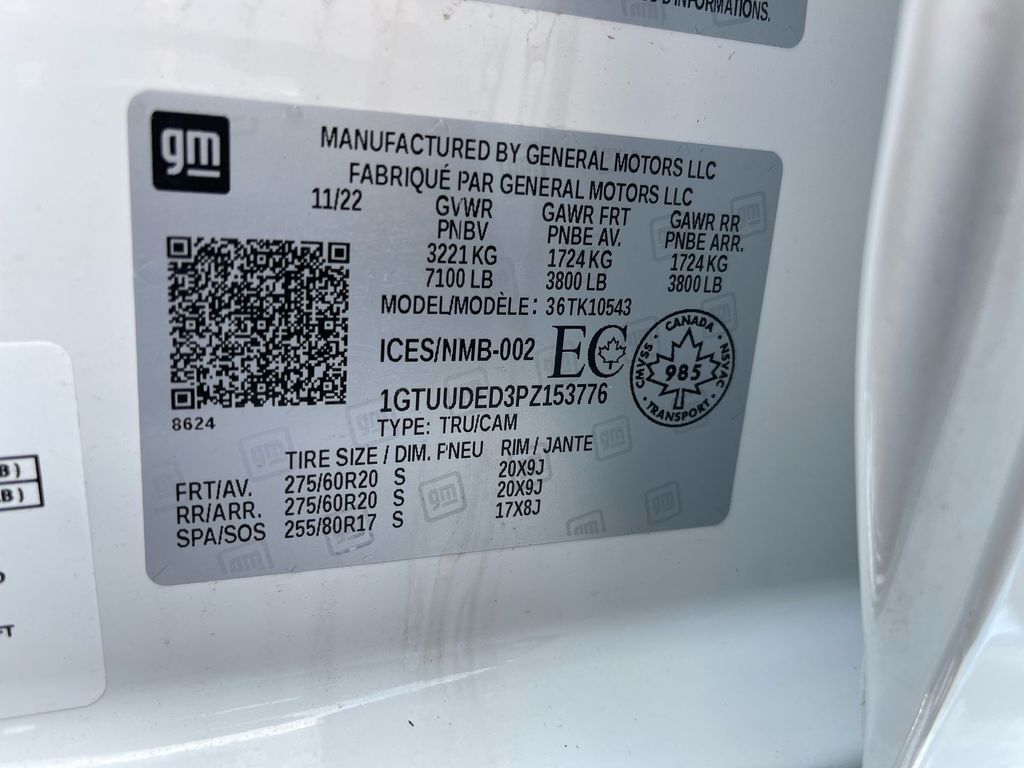 D'INFORMATIONS.
gm
MANUFACTURED BY GENERAL MOTORS LLC
FABRIQUÉ PAR GENERAL MOTORS LLC
11/22
GVWR GAWR FRT GAWR RR
PNBV PNBE AV. PNBE ARR.
3221 KG 1724 KG 1724 KG
7100 LB 3800 LB 3800 LB
MODEL/MODÈLE: 36TK10543
ICES/NMB-002 EC
CANADA
CMVSS 985 NSVAC
TRANSPORT
1GTUUDED3PZ153776
8624
TYPE: TRU/CAM
TIRE SIZE / DIM. PNEU RIM / JANTE
FRT/AV. 275/60R20 S 20X9J
RR/ARR. 275/60R20 S 20X9J
SPA/SOS 255/80R17 S 17X8J
B)
B)